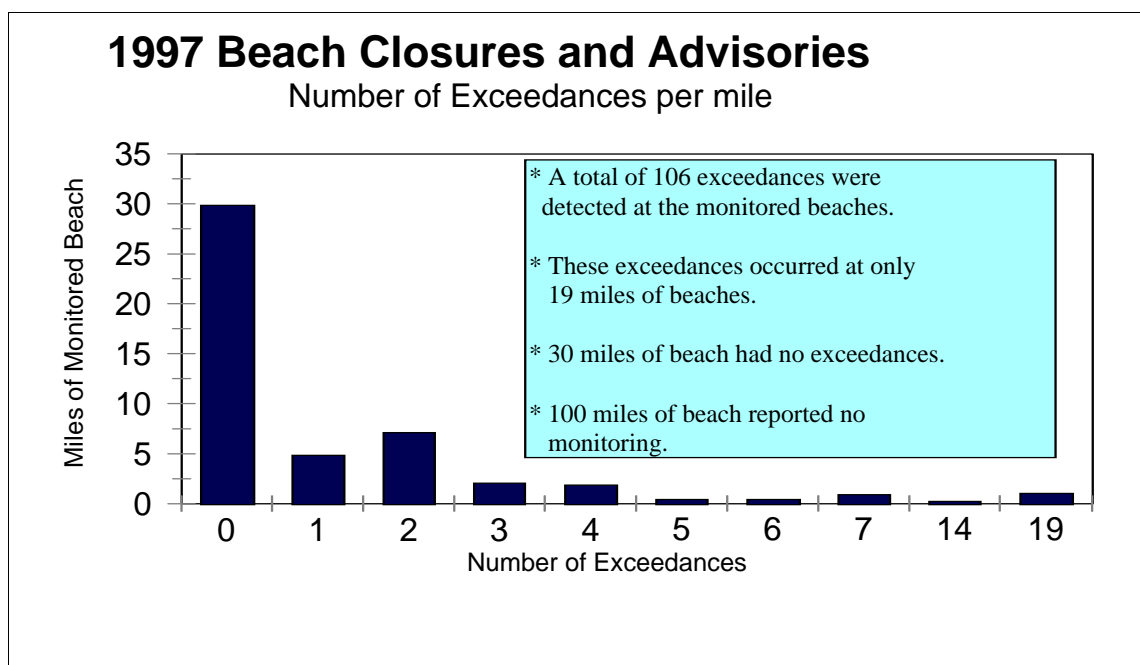 1997 Beach Closures and Advisories
Number of Exceedances per mile
Miles of Monitored Beach
35
30
25
20
15
10
5
0
* A total of 106 exceedances were
detected at the monitored beaches.
* These exceedances occurred at only
19 miles of beaches.
* 30 miles of beach had no exceedances.
* 100 miles of beach reported no
monitoring.
0 1 2 3 4 5 6 7 14 19
Number of Exceedances